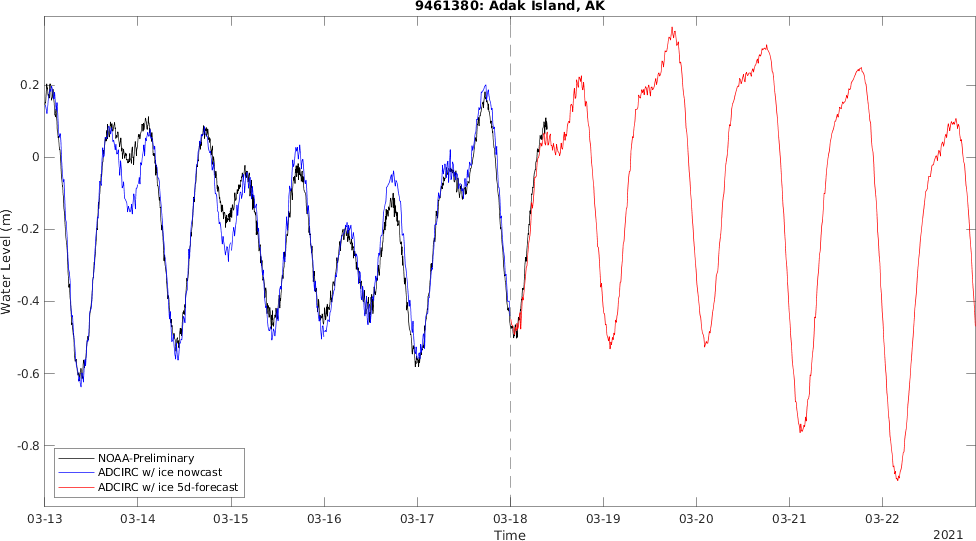 9461380: Adak Island, AK
Water Level (m)
0.2
0
-0.2
-0.4
-0.6
-0.8
NOAA-Preliminary
ADCIRC w/ ice nowcast
ADCIRC w/ ice 5d-forecast
03-13 03-14 03-15 03-16 03-17 03-18 03-19 03-20 03-21 03-22
Time
2021